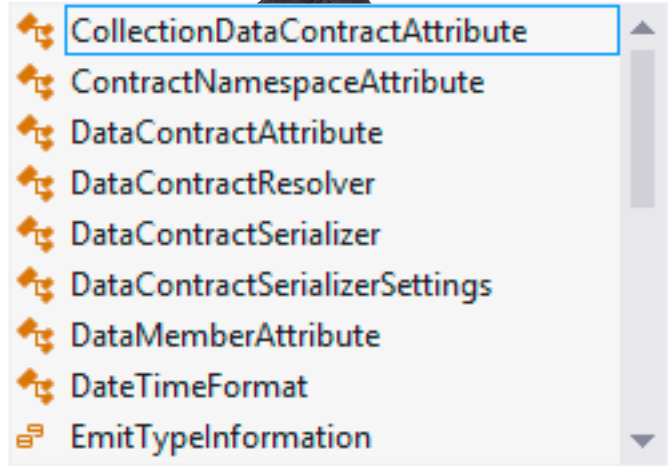 CollectionDataContractAttribute
ContractNamespaceAttribute
DataContractAttribute
DataContractResolver
DataContractSerializer
DataContractSerializerSettings
DataMemberAttribute
DateTimeFormat
EmitTypeInformation